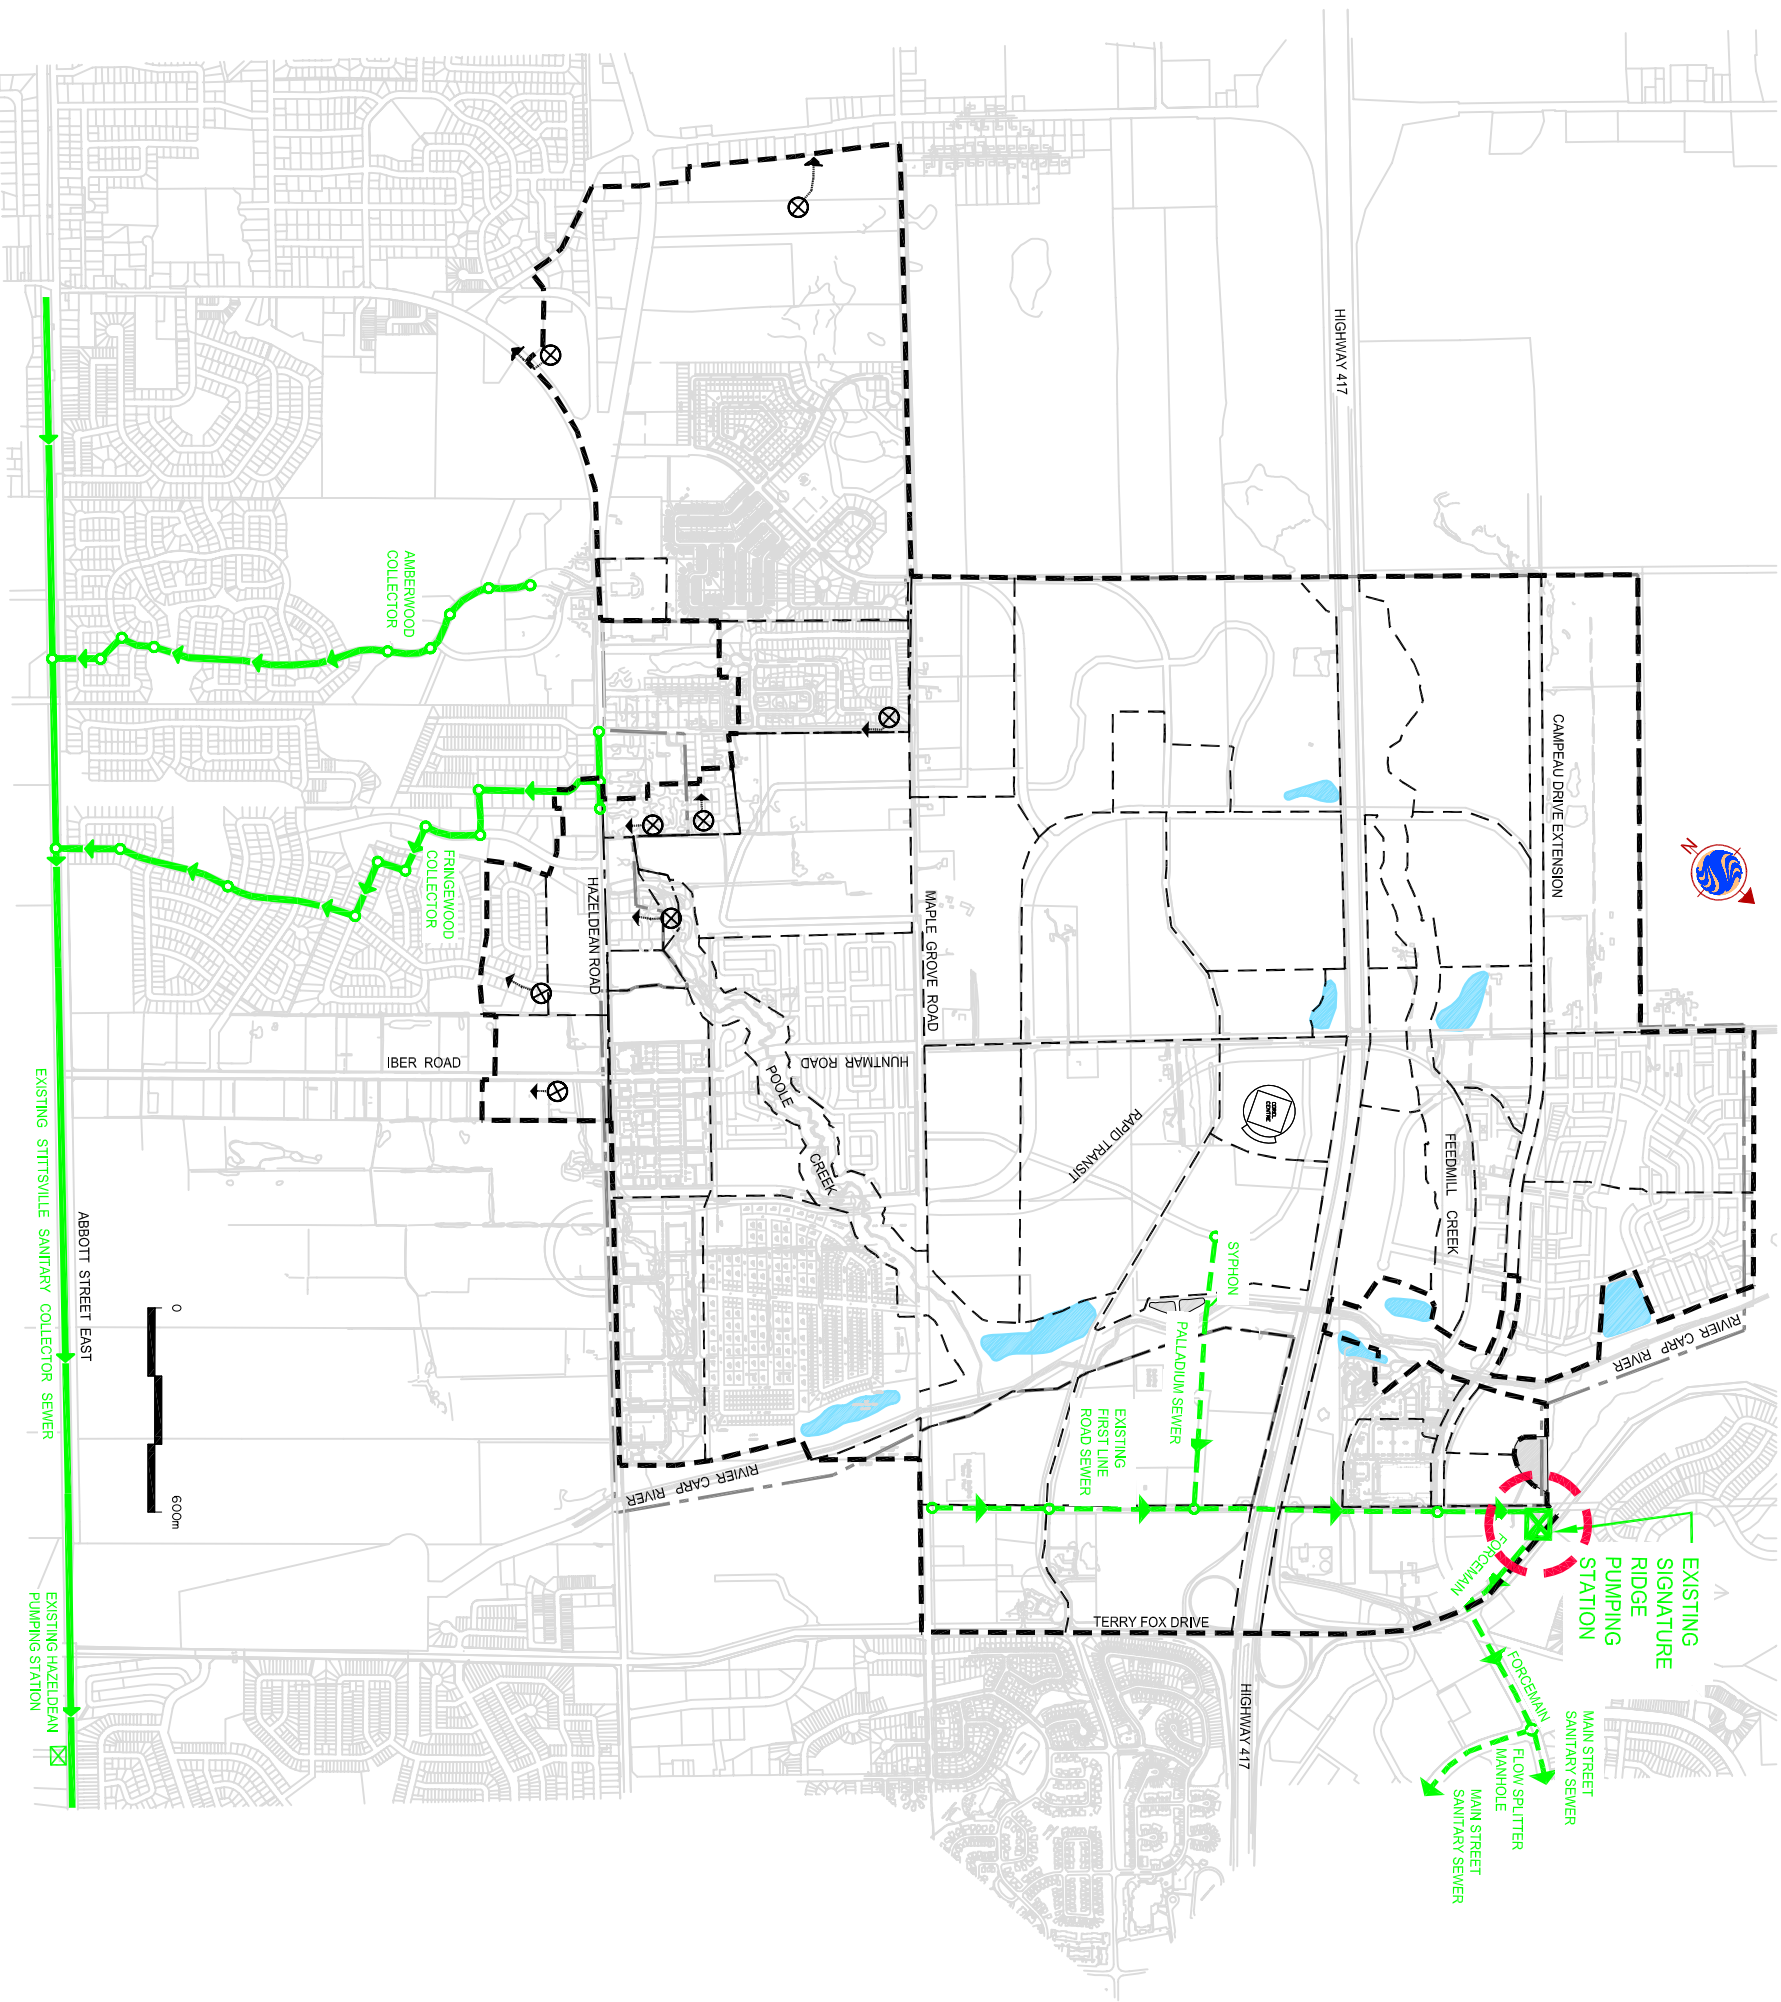 HIGHWAY 417
CAMPEAU DRIVE EXTENSION
N
AMBERWOOD
COLLECTOR
FRINGEWOOD
COLLECTOR
HAZELDEAN ROAD
MAPLE GROVE ROAD
IBER ROAD
HUNTMAR ROAD
POOLE
CREEK
RAPID TRANSIT
FEEDMILL CREEK
SYPHON
PALLADIUM SEWER
EXISTING
FIRST LINE
ROAD SEWER
RIVIER CARP RIVER
RIVIER CARP RIVER
EXISTING STITTSVILLE SANITARY COLLECTOR SEWER
ABBOTT STREET EAST
0
600m
EXISTING
SIGNATURE
RIDGE
PUMPING
STATION
FORCEMAIN
FORCEMAIN
TERRY FOX DRIVE
HIGHWAY 417
MAIN STREET
SANITARY SEWER
FLOW SPLITTER
MANHOLE
MAIN STREET
SANITARY SEWER
EXISTING HAZELDEAN
PUMPING STATION